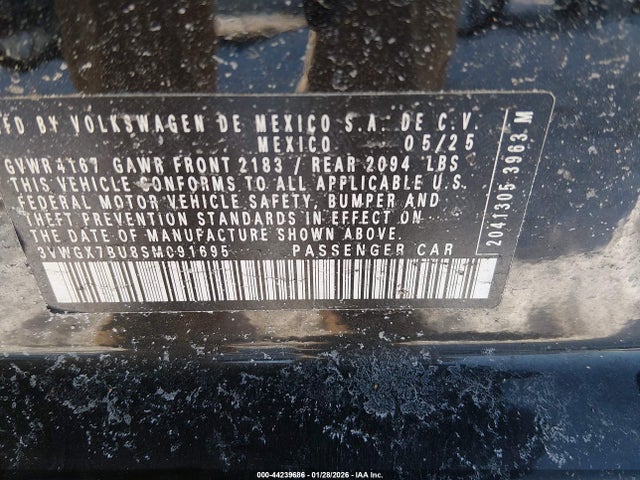 MFD BY VOLKSWAGEN DE MEXICO S.A. DE C.V.
MEXICO 05/25
GVWR 4167 GAWR FRONT 2183 / REAR 2094 LBS
THIS VEHICLE CONFORMS TO ALL APPLICABLE U.S.
FEDERAL MOTOR VEHICLE SAFETY, BUMPER AND
THEFT PREVENTION STANDARDS IN EFFECT ON
THE DATE OF MANUFACTURE SHOWN ABOVE.
3VWGX7BU8SM091695 PASSENGER CAR
2041305 3963 M
000-44239686 - 01/28/2026 - IAA Inc.